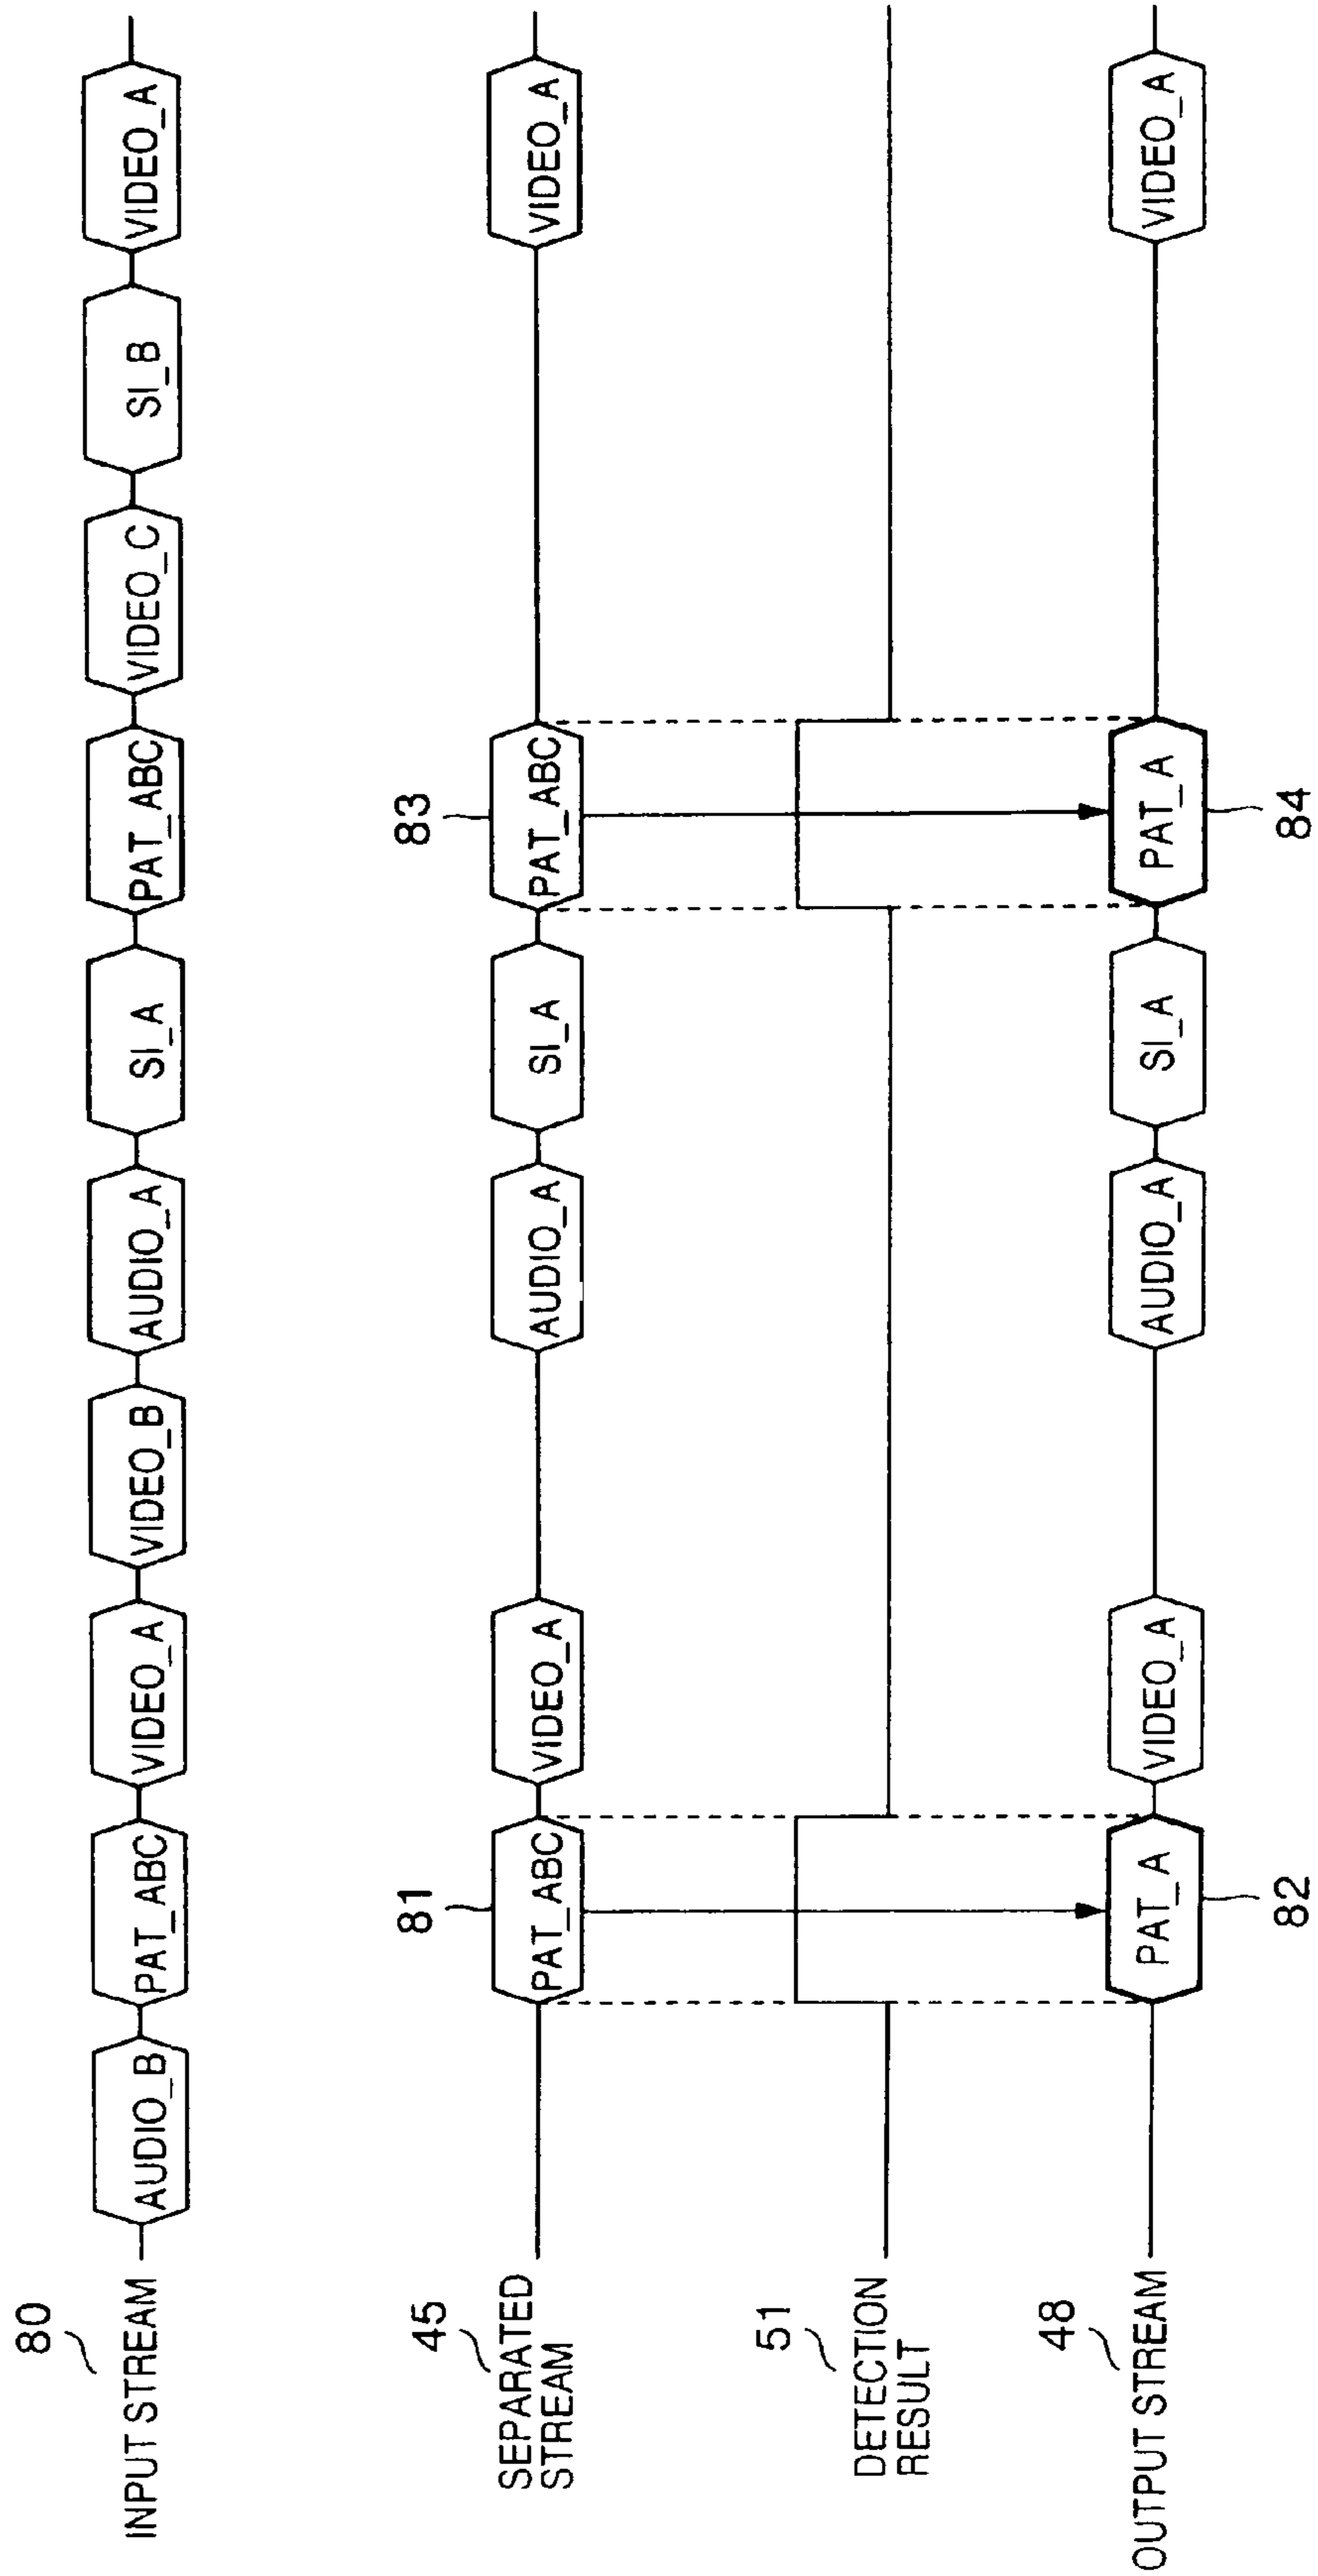 80
INPUT STREAM
AUDIO_B
PAT_ABC
VIDEO_A
VIDEO_B
AUDIO_A
SI_A
PAT_ABC
VIDEO_C
SI_B
VIDEO_A
45
SEPARATED
STREAM
81
PAT_ABC
VIDEO_A
AUDIO_A
SI_A
83
PAT_ABC
VIDEO_A
51
DETECTION
RESULT
48
OUTPUT STREAM
PAT_A
82
VIDEO_A
AUDIO_A
SI_A
PAT_A
84
VIDEO_A